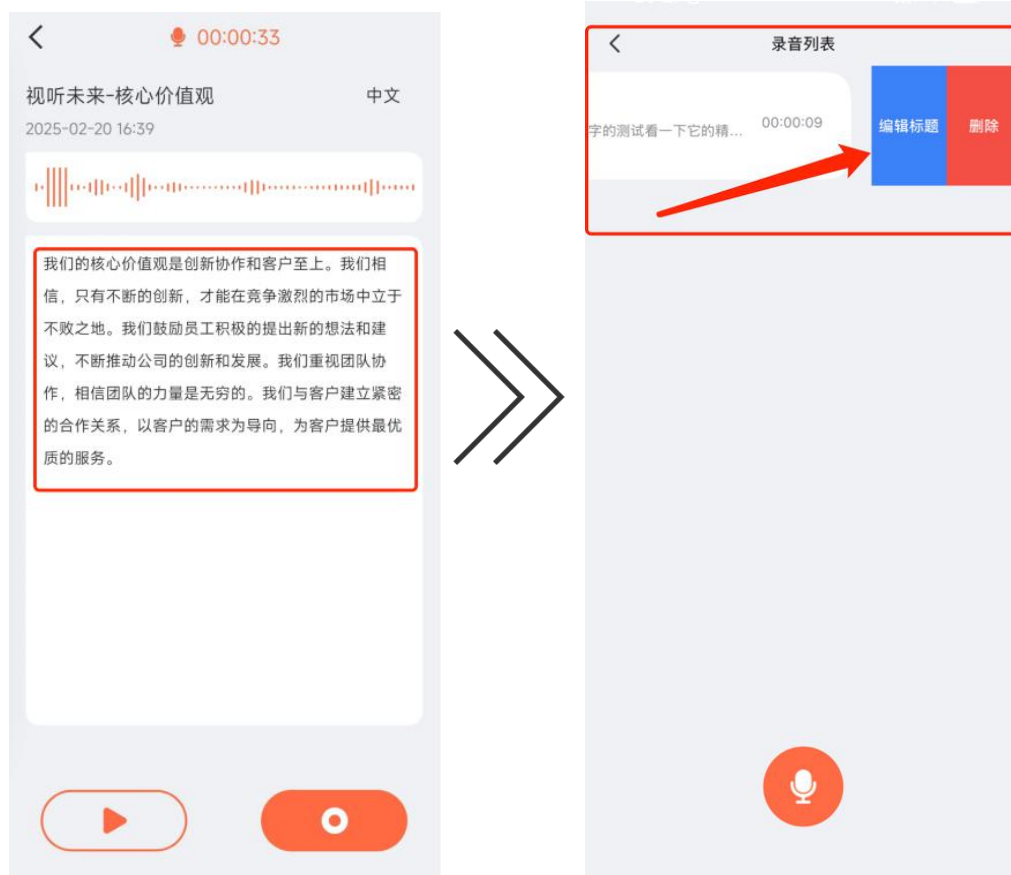 00:00:33
视听未来-核心价值观 中文
2025-02-20 16:39
我们的核心价值观是创新协作和客户至上。我们相
信，只有不断的创新，才能在竞争激烈的市场中立于
不败之地。我们鼓励员工积极的提出新的想法和建
议，不断推动公司的创新和发展。我们重视团队协
作，相信团队的力量是无穷的。我们与客户建立紧密
的合作关系，以客户的需求为导向，为客户提供最优
质的服务。
录音列表
字的测试看一下它的精... 00:00:09
编辑标题 删除